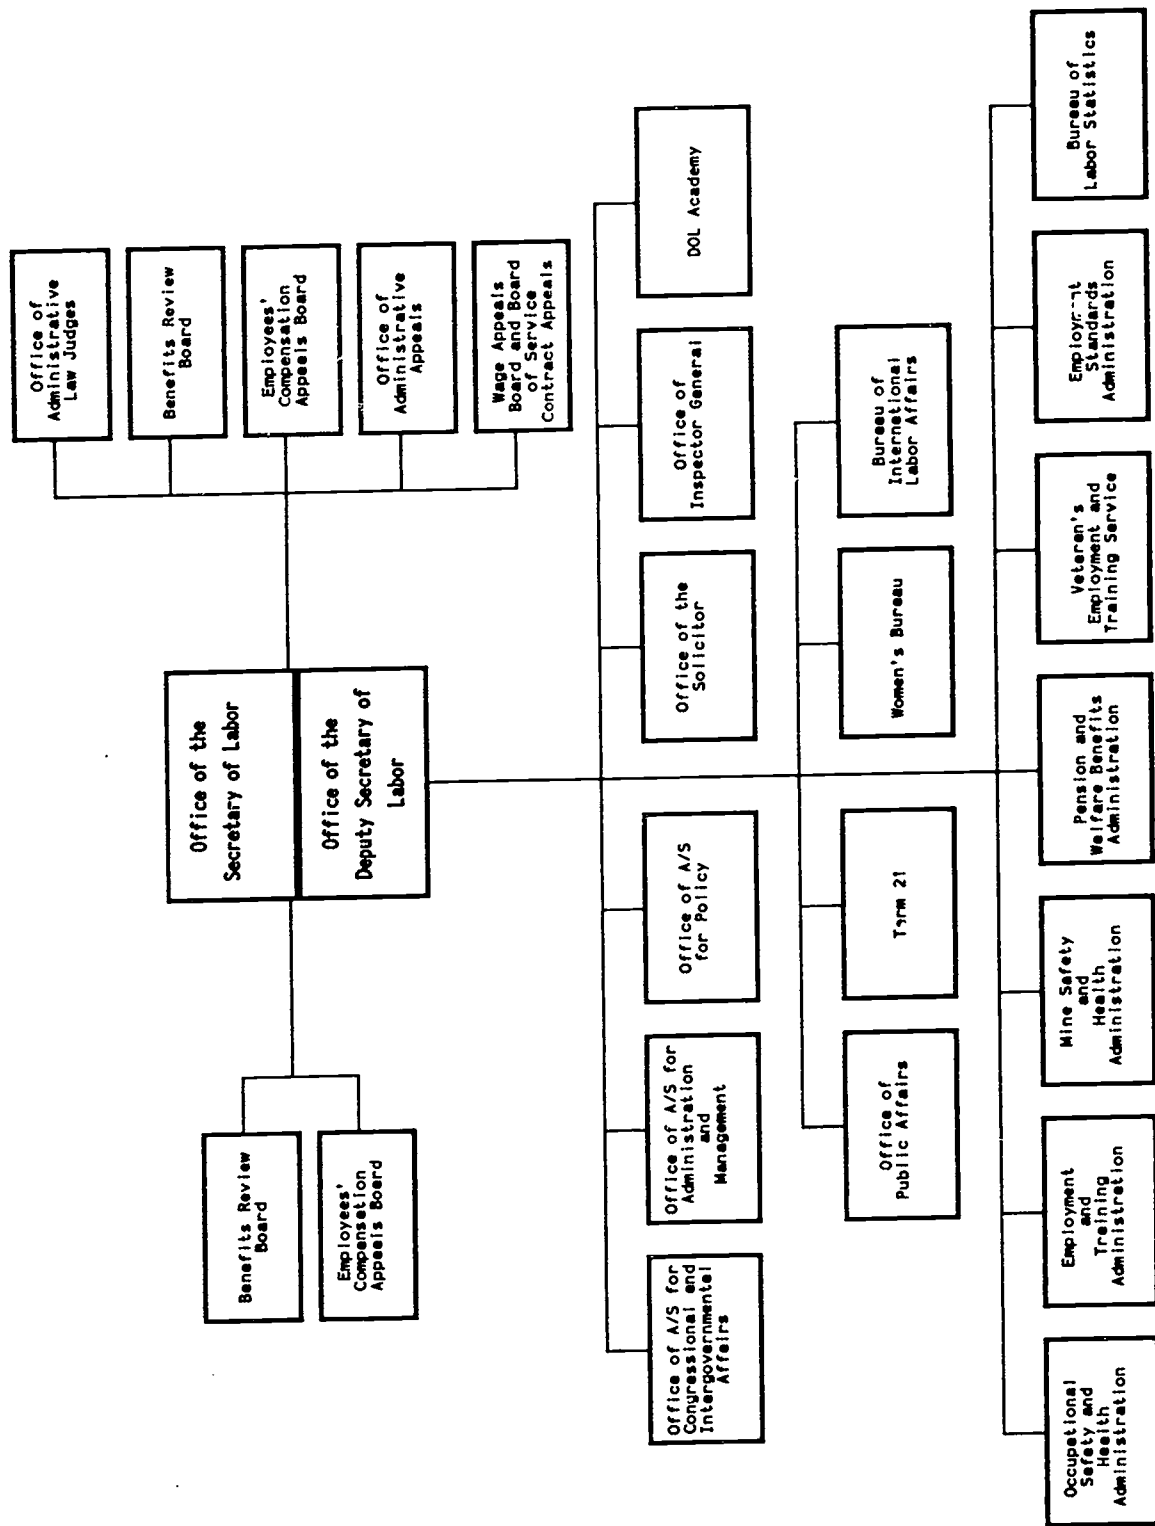 Office of
Administrative
Law Judges
Benefits Review
Board
Employees'
Compensation
Appeals Board
Office of
Administrative
Appeals
Wage Appeals
Board and Board
of Service
Contract Appeals
Office of the
Secretary of Labor
Office of the
Deputy Secretary of
Labor
Benefits Review
Board
Employees'
Compensation
Appeals Board
Office of A/S for
Congressional and
Intergovernmental
Affairs
Office of A/S for
Administration
and
Management
Office of A/S
for Policy
Office of the
Solicitor
Office of
Inspector General
DOL Academy
Office of
Public Affairs
21
Women's Bureau
Bureau of
International
Labor Affairs
Occupational
Safety and
Health
Administration
Employment
and
Training
Administration
Mine Safety
and
Health
Administration
Pension and
Welfare Benefits
Administration
Veteran's
Employment and
Training Service
Employment
Standards
Administration
Bureau of
Labor Statistics